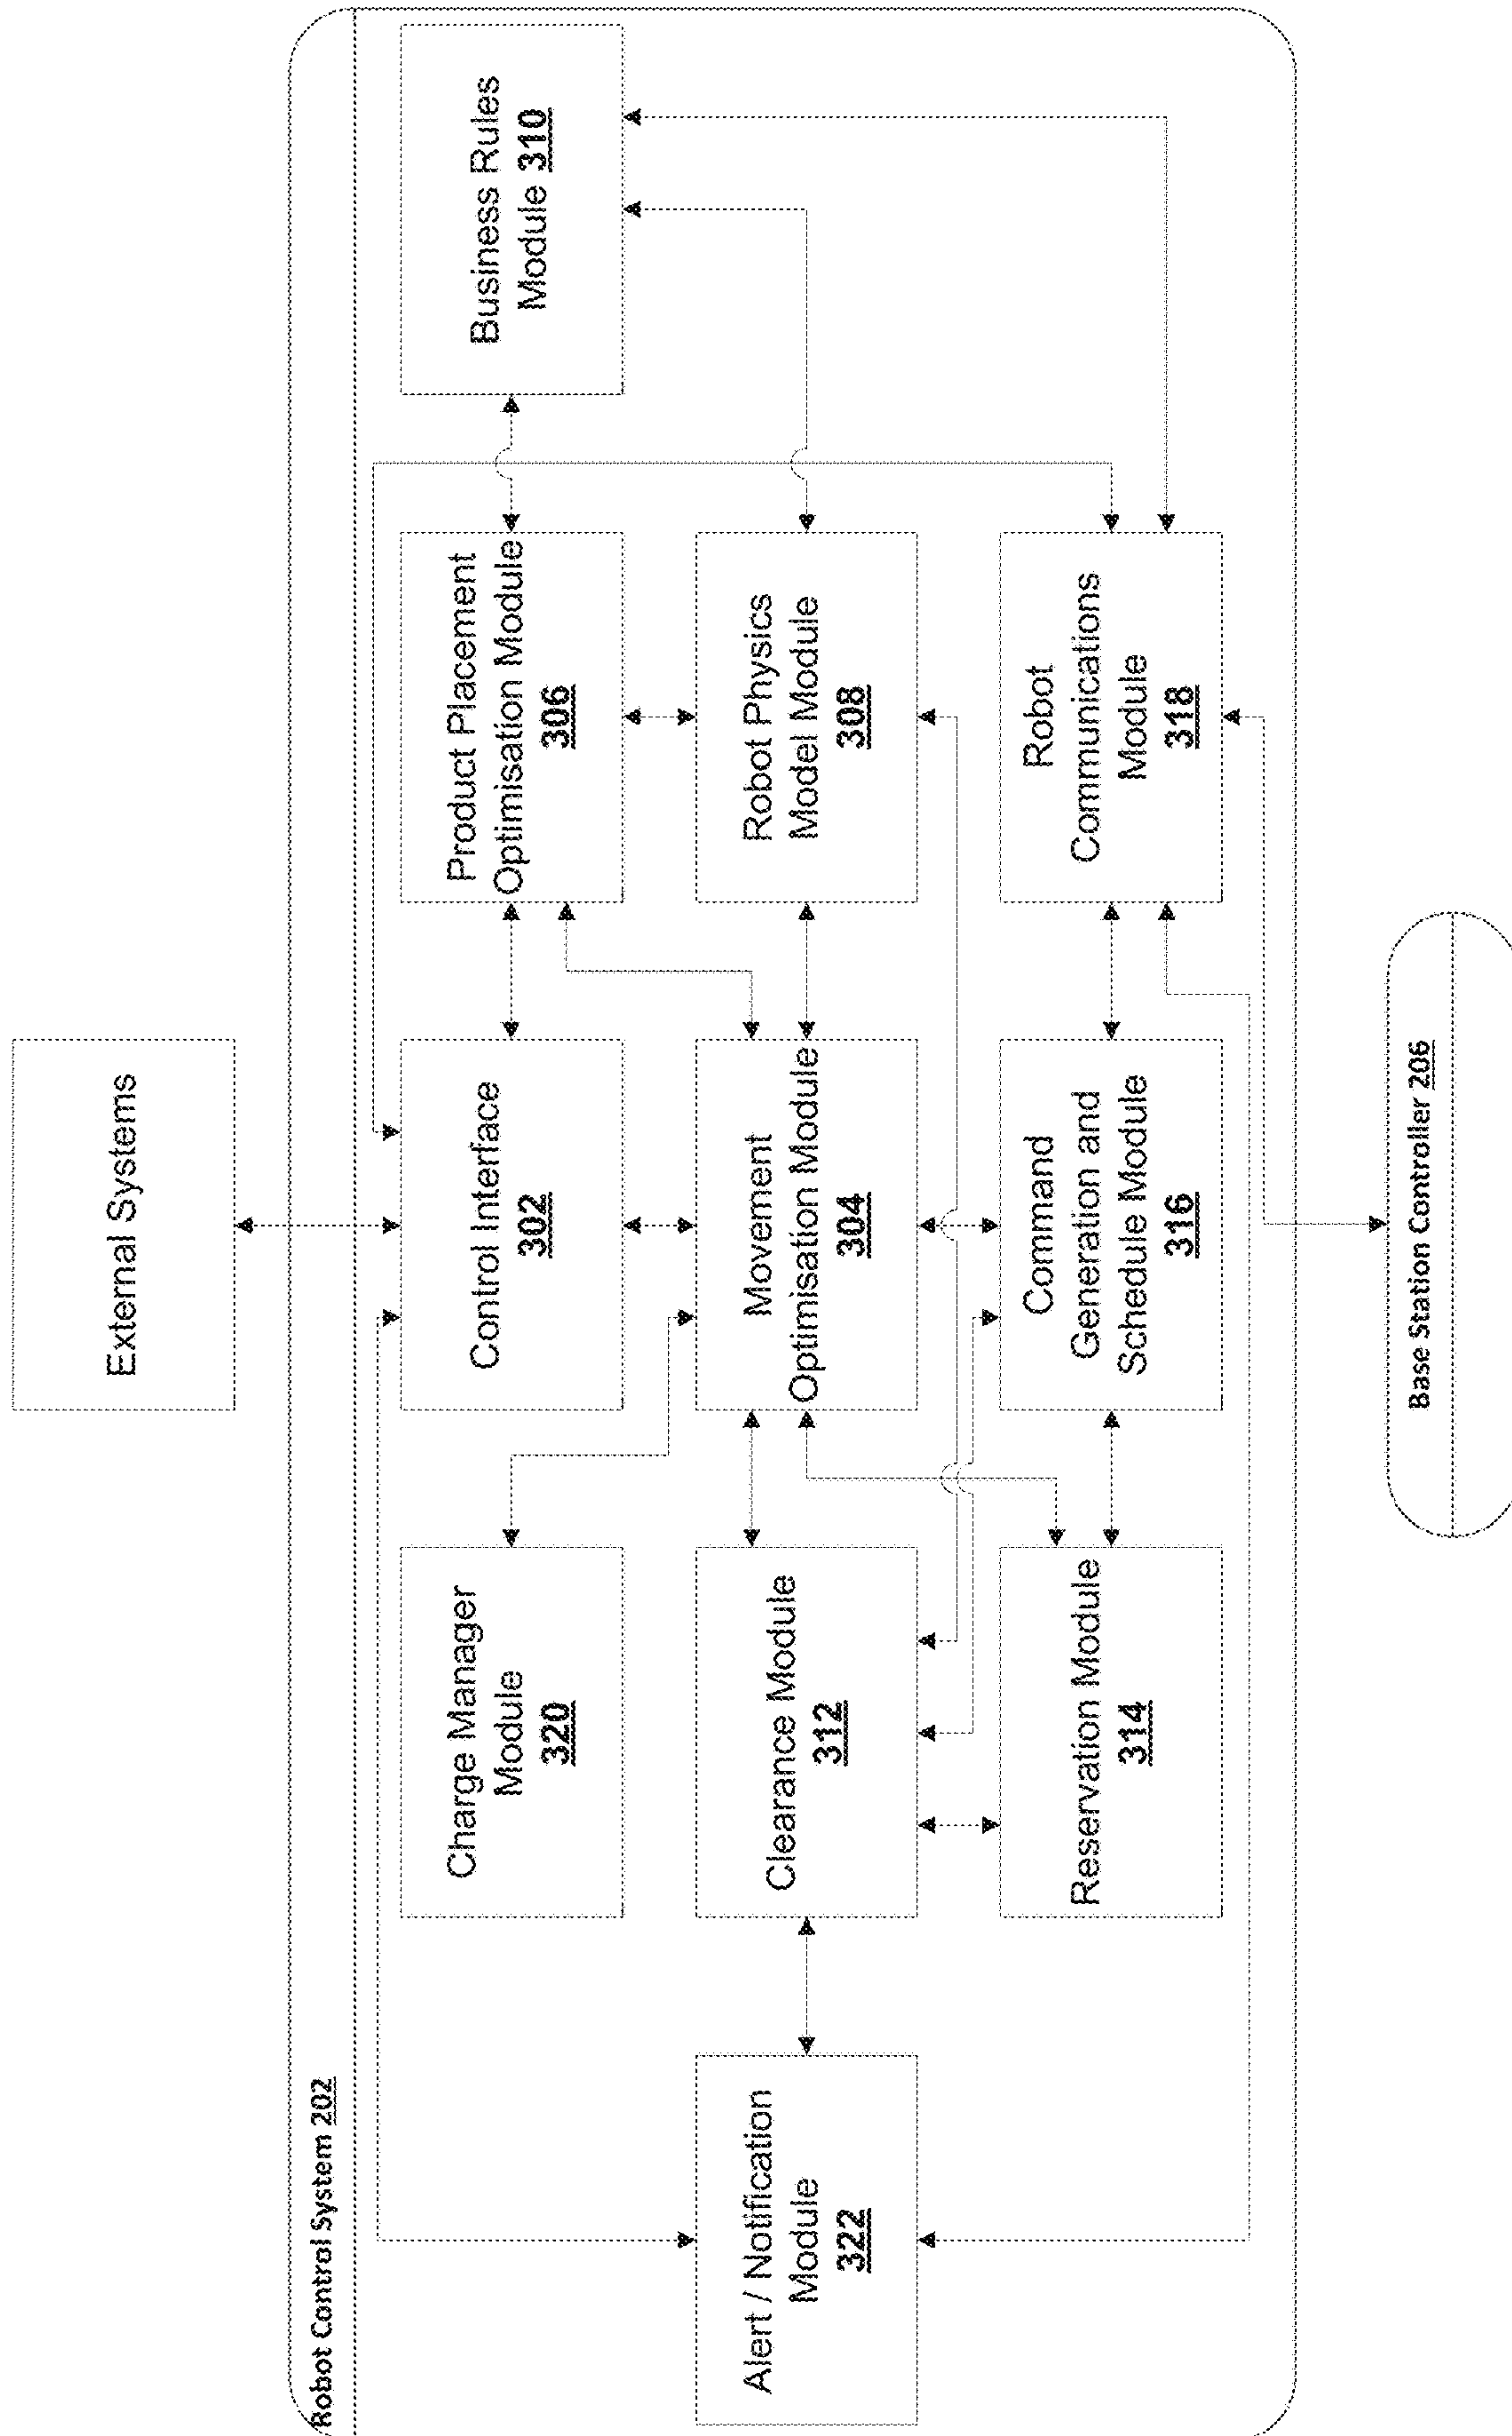 External Systems
Robot Control System 202
Charge Manager
Module
320
Control Interface
302
Product Placement
Optimisation Module
306
Business Rules
Module 310
Alert / Notification
Module
322
Clearance Module
312
Movement
Optimisation Module
304
Robot Physics
Model Module
308
Reservation Module
314
Command
Generation and
Schedule Module
316
Robot
Communications
Module
318
Base Station Controller 206